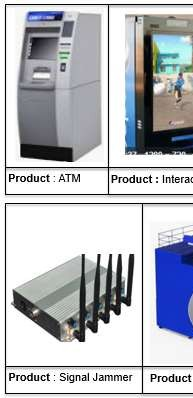 Product : ATM
Product : Interac
Product : Signal Jammer
Product